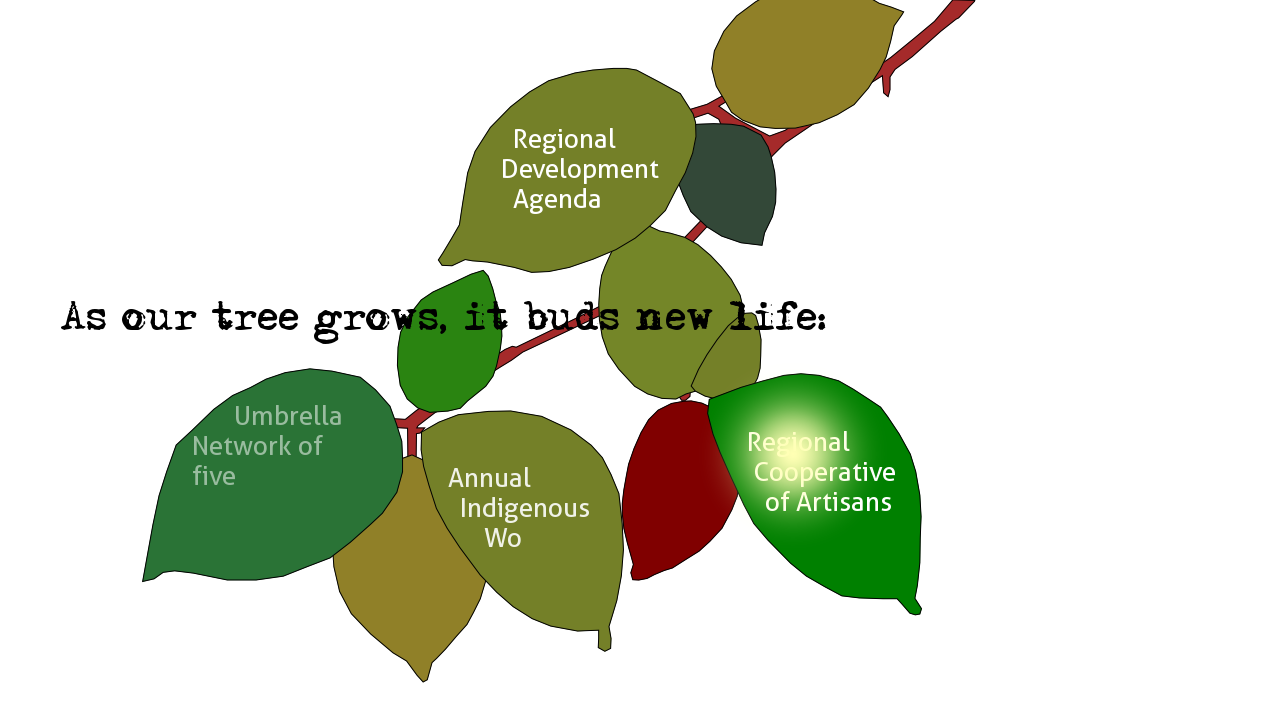 Regional
Development
Agenda
As our tree grows, it buds new life:
Umbrella
Network of
five
Annual
Indigenous
Wo
Regional
Cooperative
of Artisans